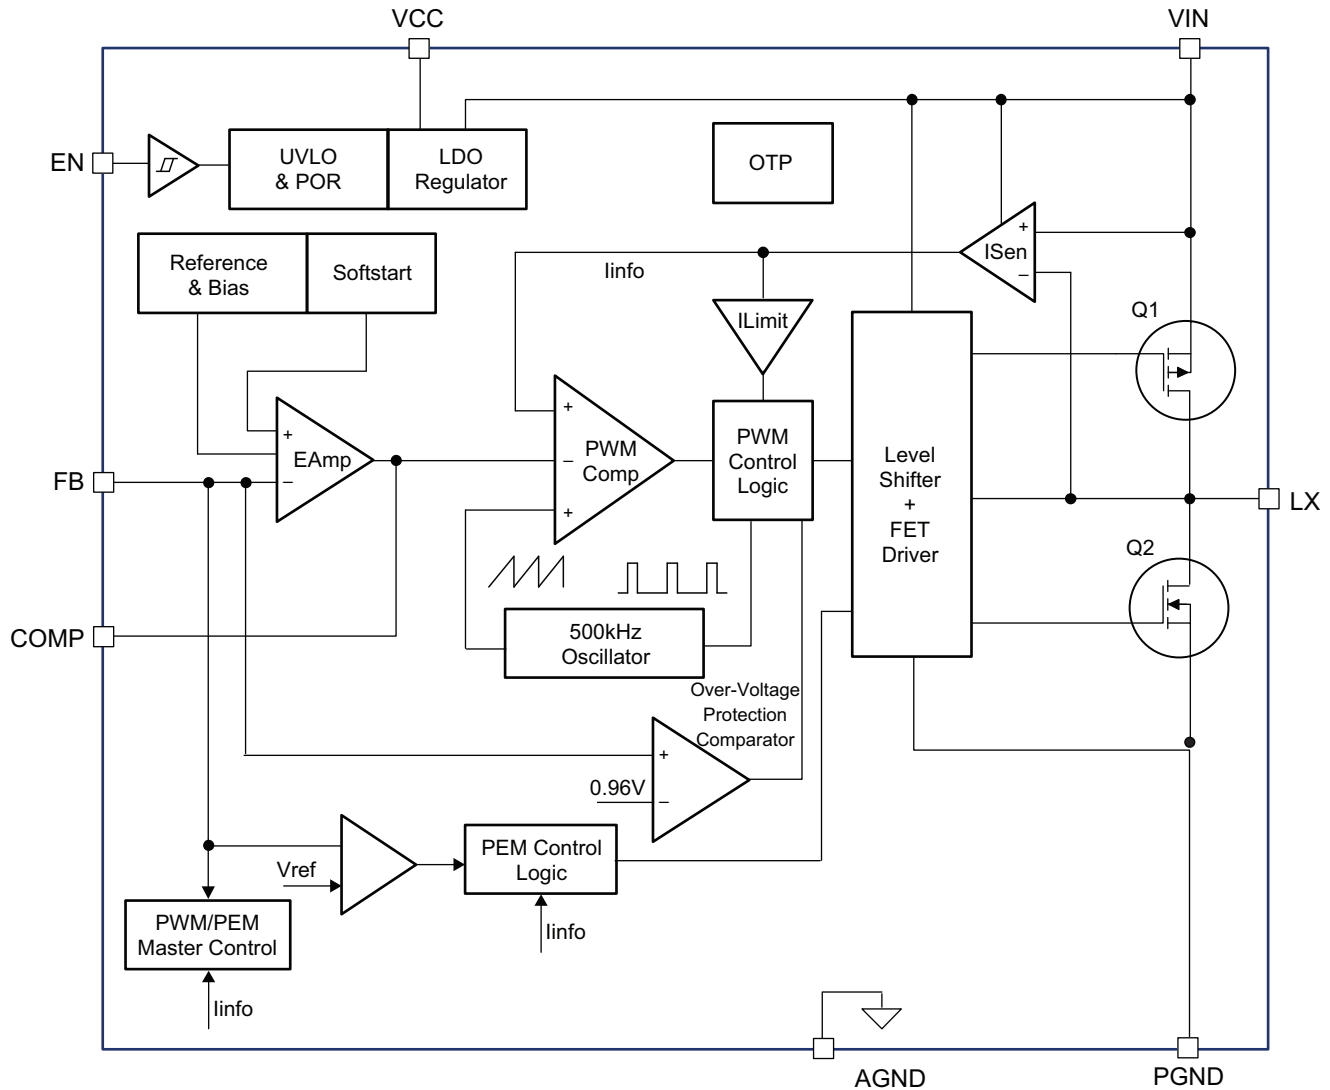 VCC
VIN
EN
UVLO
& POR
LDO
Regulator
OTP
Reference
& Bias
Softstart
Iinfo
+
ISen
−
ILimit
Q1
+
EAmp
−
+
−
PWM
Comp
+
PWM
Control
Logic
Level
Shifter
+
FET
Driver
FB
LX
Q2
COMP
500kHz
Oscillator
Over-Voltage
Protection
Comparator
+
0.96V
−
Vref
PEM Control
Logic
Iinfo
PWM/PEM
Master Control
Iinfo
AGND
PGND